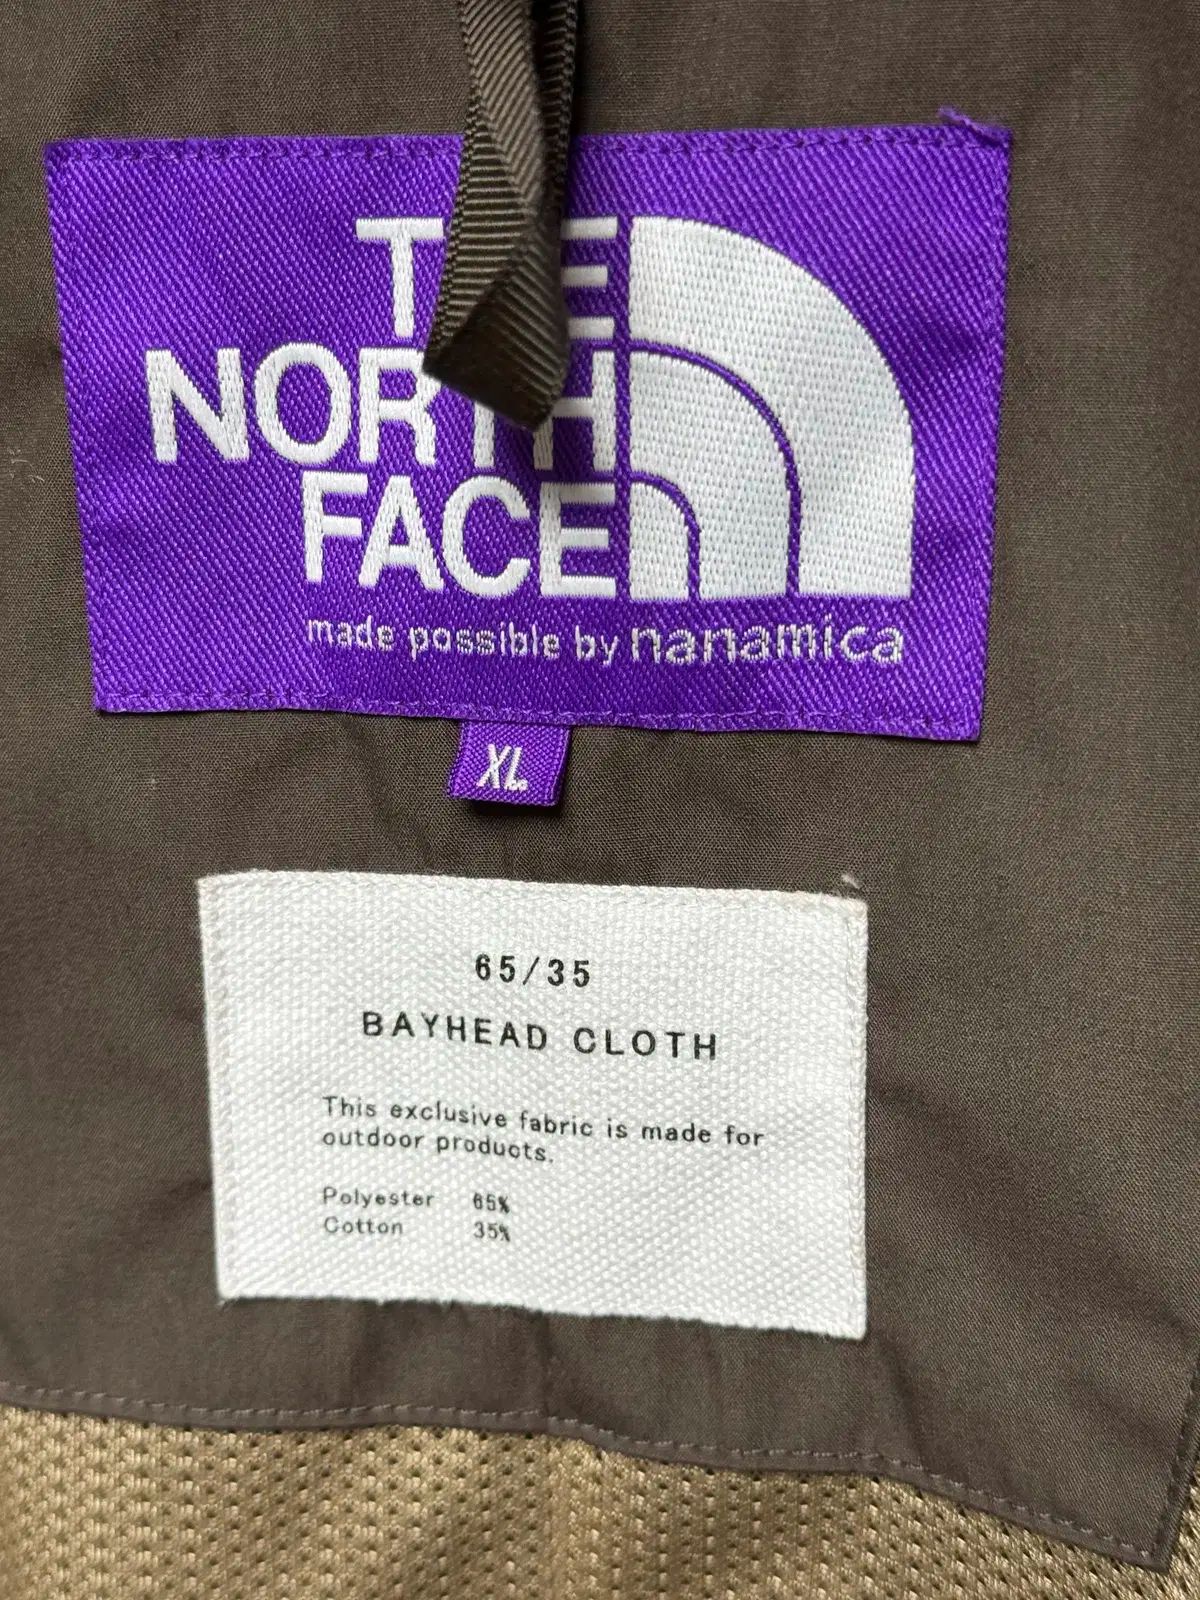 THE
NORTH
FACE
made possible by nanamica
XL
65/35
BAYHEAD CLOTH
This exclusive fabric is made for
outdoor products.
Polyester 65%
Cotton 35%